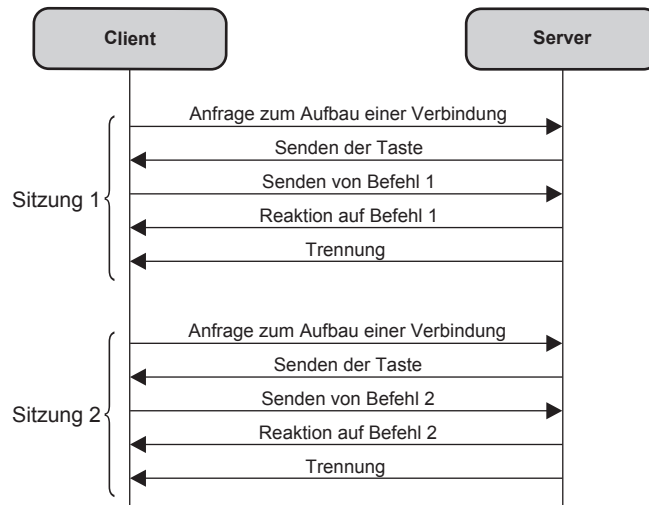 Client
Server
Sitzung 1
Anfrage zum Aufbau einer Verbindung
Senden der Taste
Senden von Befehl 1
Reaktion auf Befehl 1
Trennung
Sitzung 2
Anfrage zum Aufbau einer Verbindung
Senden der Taste
Senden von Befehl 2
Reaktion auf Befehl 2
Trennung